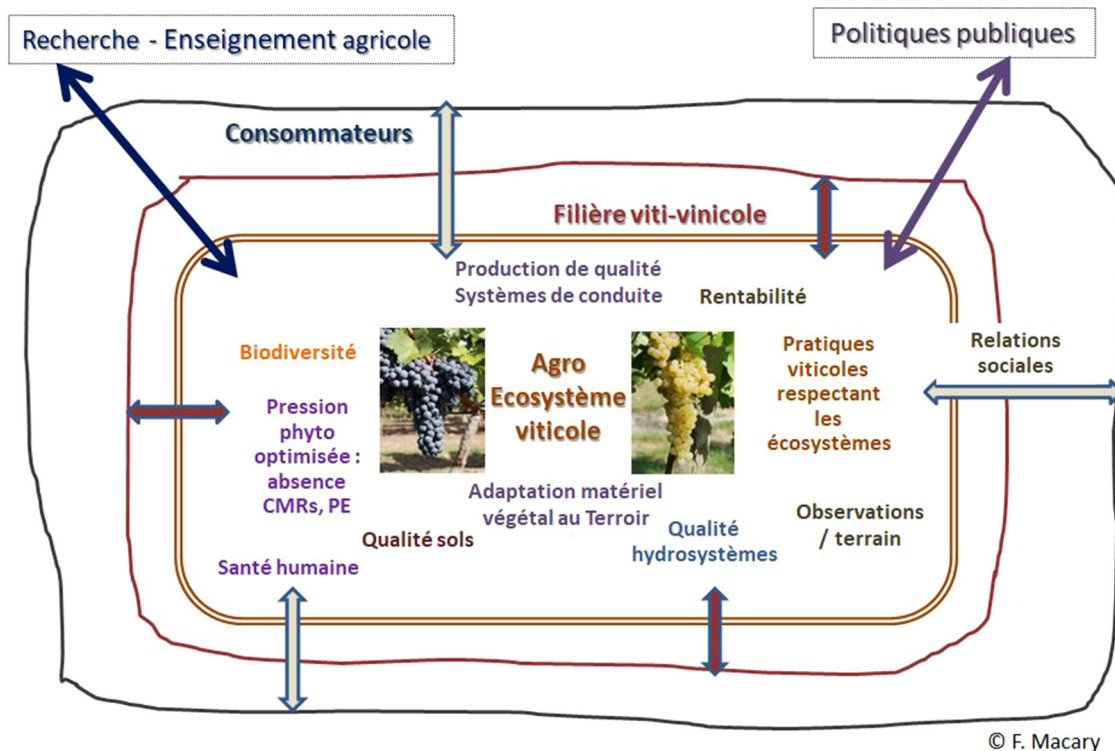 Recherche - Enseignement agricole
Politiques publiques
Consommateurs
Filière viti-vinicole
Production de qualité
Systèmes de conduite
Rentabilité
Biodiversité
Agro
Ecosystème
viticole
Pratiques
viticoles
respectant
les
écosystèmes
Relations
sociales
Pression
phyto
optimisée :
absence
CMRs, PE
Adaptation matériel
végétal au Terroir
Qualité sols
Qualité
hydrosystèmes
Observations
/ terrain
Santé humaine
© F. Macary